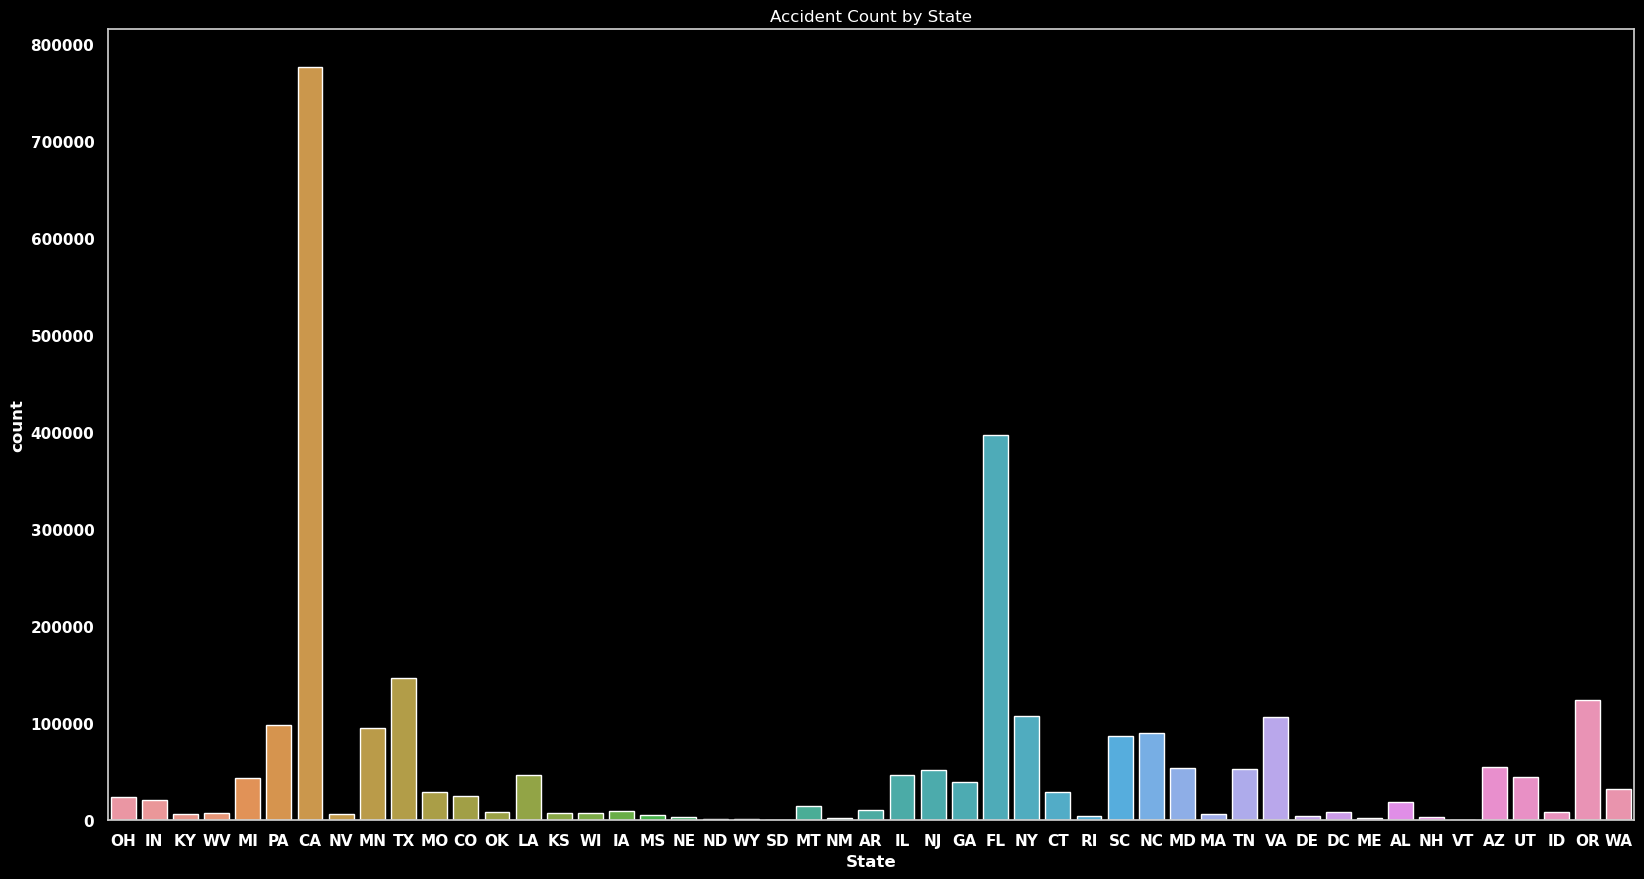 Accident Count by State
800000
700000
600000
500000
400000
300000
200000
100000
0
count
OH IN KY WV MI PA CA NV MN TX MO CO OK LA KS WI IA MS NE ND WY SD MT NM AR IL NJ GA FL NY CT RI SC NC MD MA TN VA DE DC ME AL NH VT AZ UT ID OR WA
State